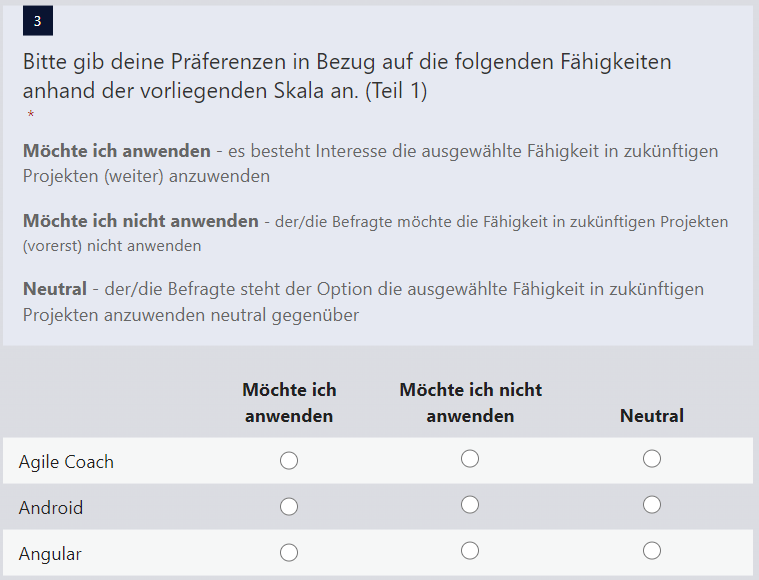 3
Bitte gib deine Präferenzen in Bezug auf die folgenden Fähigkeiten
anhand der vorliegenden Skala an. (Teil 1)
*
Möchte ich anwenden - es besteht Interesse die ausgewählte Fähigkeit in zukünftigen
Projekten (weiter) anzuwenden
Möchte ich nicht anwenden - der/die Befragte möchte die Fähigkeit in zukünftigen Projekten
(vorerst) nicht anwenden
Neutral - der/die Befragte steht der Option die ausgewählte Fähigkeit in zukünftigen
Projekten anzuwenden neutral gegenüber
Möchte ich anwenden
Möchte ich nicht anwenden
Neutral
Agile Coach
Android
Angular